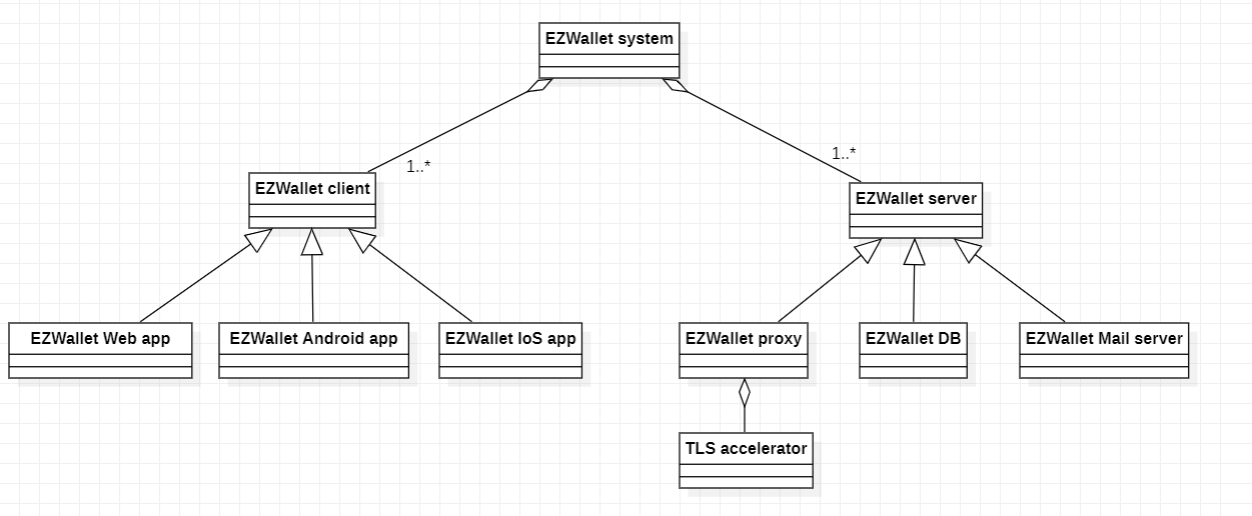 EZWallet system
1..*
1..*
EZWallet client
EZWallet server
EZWallet Web app
EZWallet Android app
EZWallet IoS app
EZWallet proxy
EZWallet DB
EZWallet Mail server
TLS accelerator